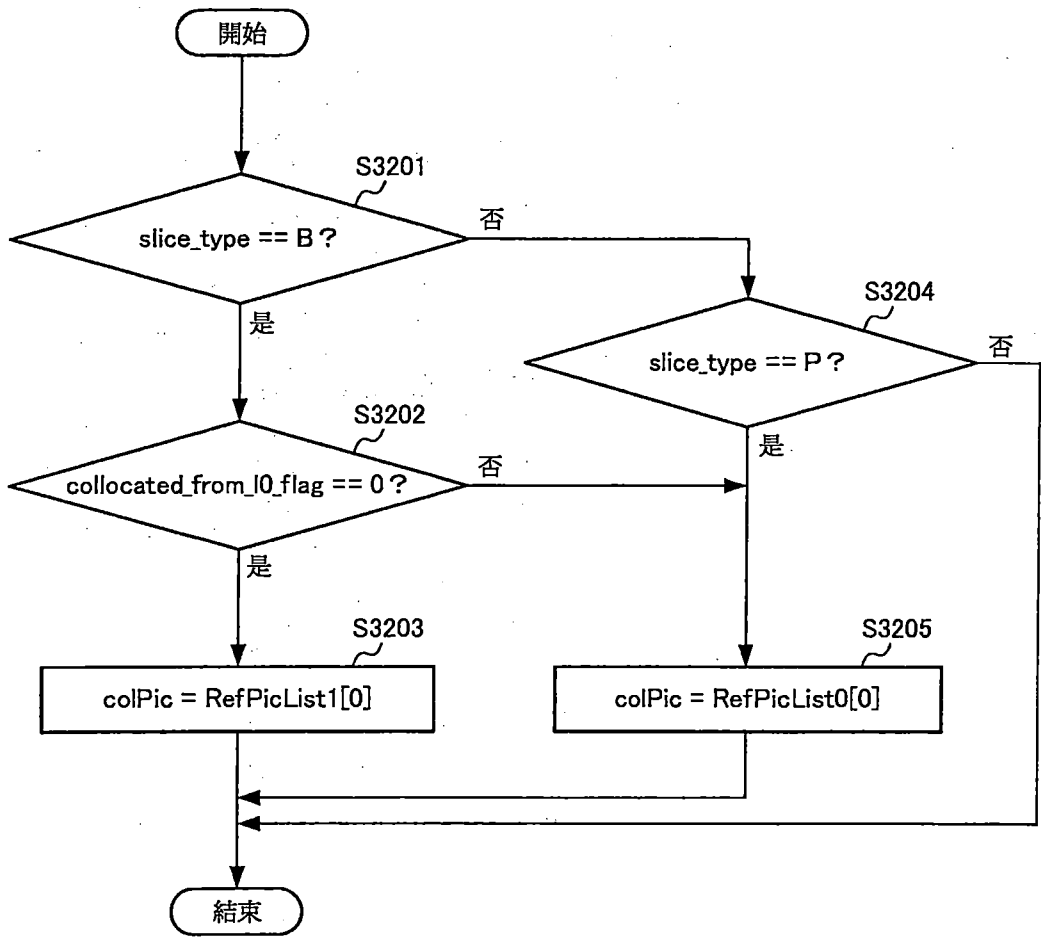 開始
S3201
slice_type == B?
否
是
S3204
slice_type == P?
否
是
S3202
collocated_from_l0_flag == 0?
否
是
S3203
colPic = RefPicList1[0]
S3205
colPic = RefPicList0[0]
結束